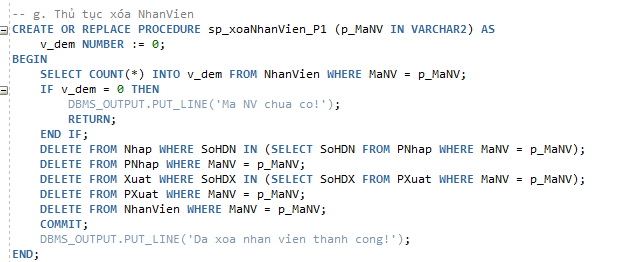 -- g. Thủ tục xóa NhanVien
CREATE OR REPLACE PROCEDURE sp_xoaNhanVien_P1 (p_MaNV IN VARCHAR2) AS
    v_dem NUMBER := 0;
BEGIN
    SELECT COUNT(*) INTO v_dem FROM NhanVien WHERE MaNV = p_MaNV;
    IF v_dem = 0 THEN
        DBMS_OUTPUT.PUT_LINE('Ma NV chua co!');
        RETURN;
    END IF;
    DELETE FROM Nhap WHERE SoHDN IN (SELECT SoHDN FROM PNhap WHERE MaNV = p_MaNV);
    DELETE FROM PNhap WHERE MaNV = p_MaNV;
    DELETE FROM Xuat WHERE SoHDX IN (SELECT SoHDX FROM PXuat WHERE MaNV = p_MaNV);
    DELETE FROM PXuat WHERE MaNV = p_MaNV;
    DELETE FROM NhanVien WHERE MaNV = p_MaNV;
    COMMIT;
    DBMS_OUTPUT.PUT_LINE('Da xoa nhan vien thanh cong!');
END;